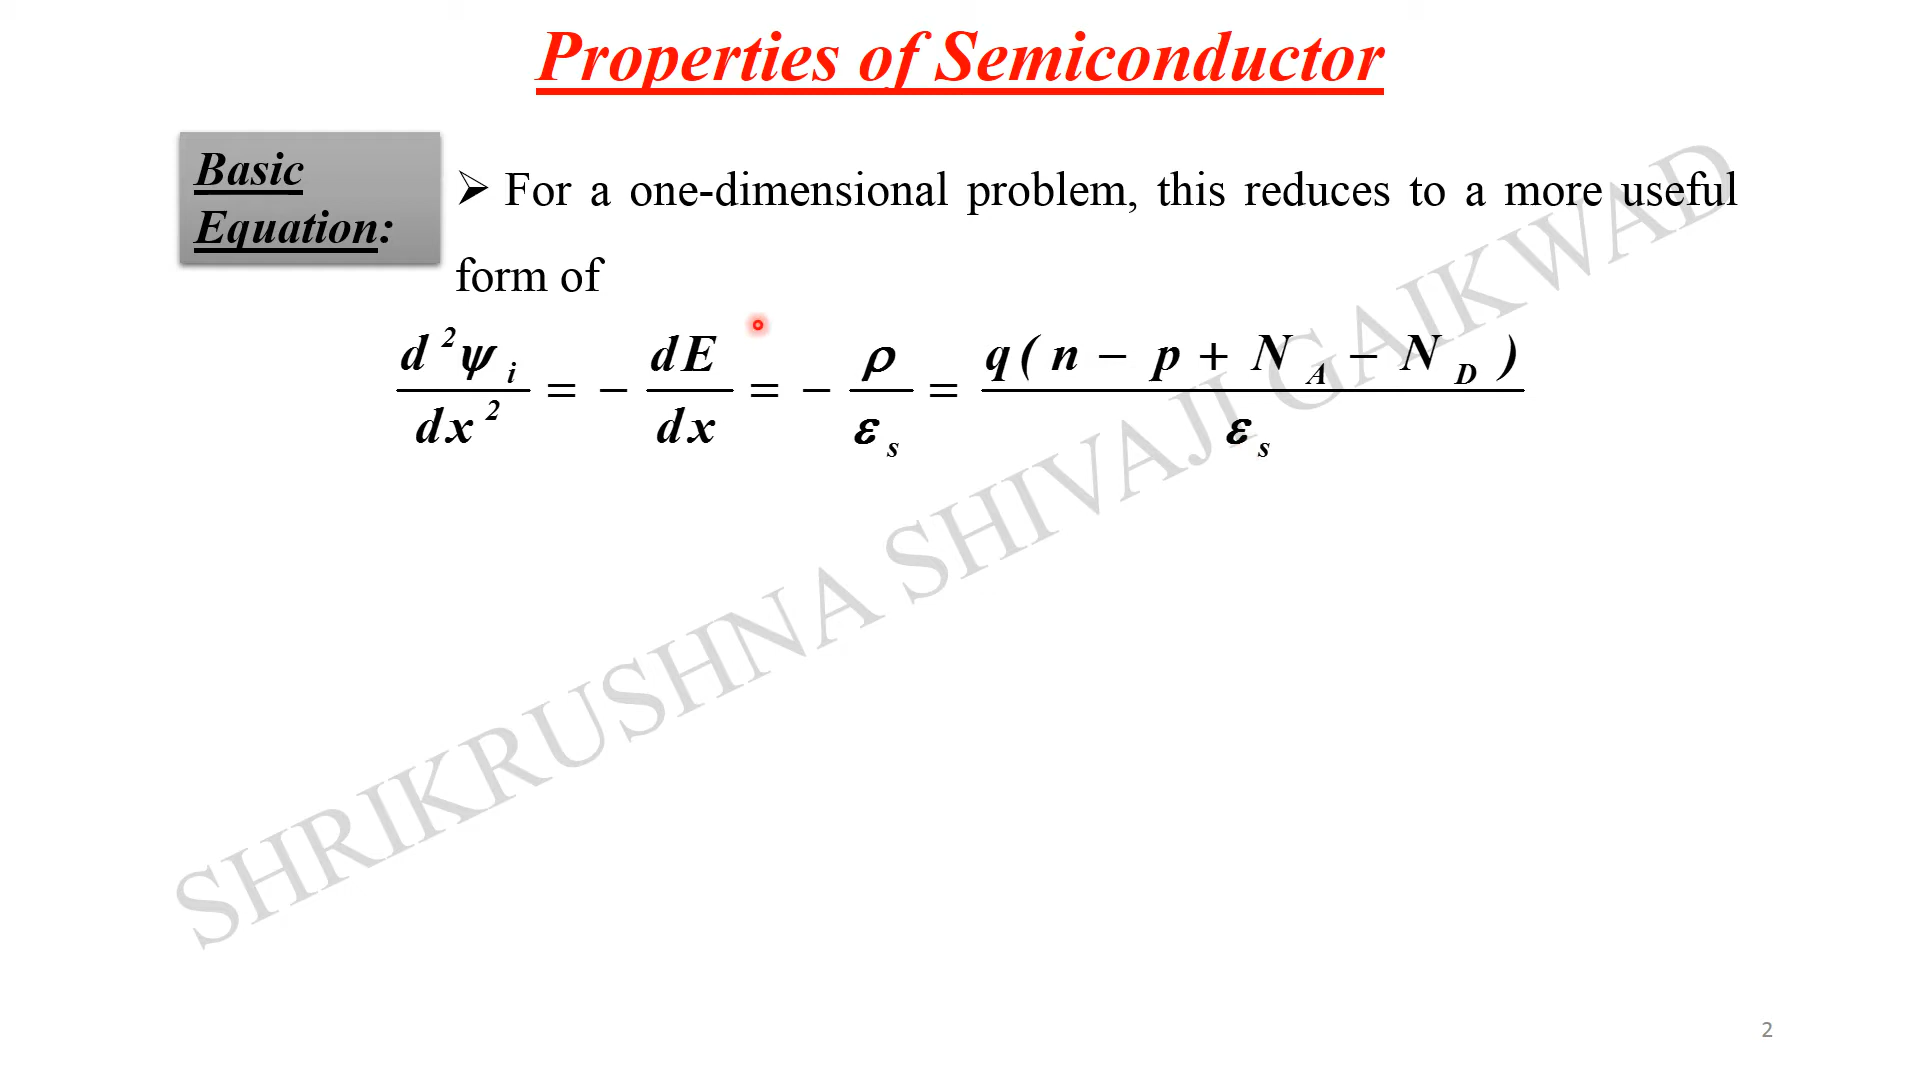 Properties of Semiconductor
Basic
Equation:
➢ For a one-dimensional problem, this reduces to a more useful
form of
d²ψᵢ/dx² = − dE/dx = − ρ/εₛ = q(n − p + N_A − N_D)/εₛ
SHRIKRUSHNA SHIVAJI GAIKWAD
2